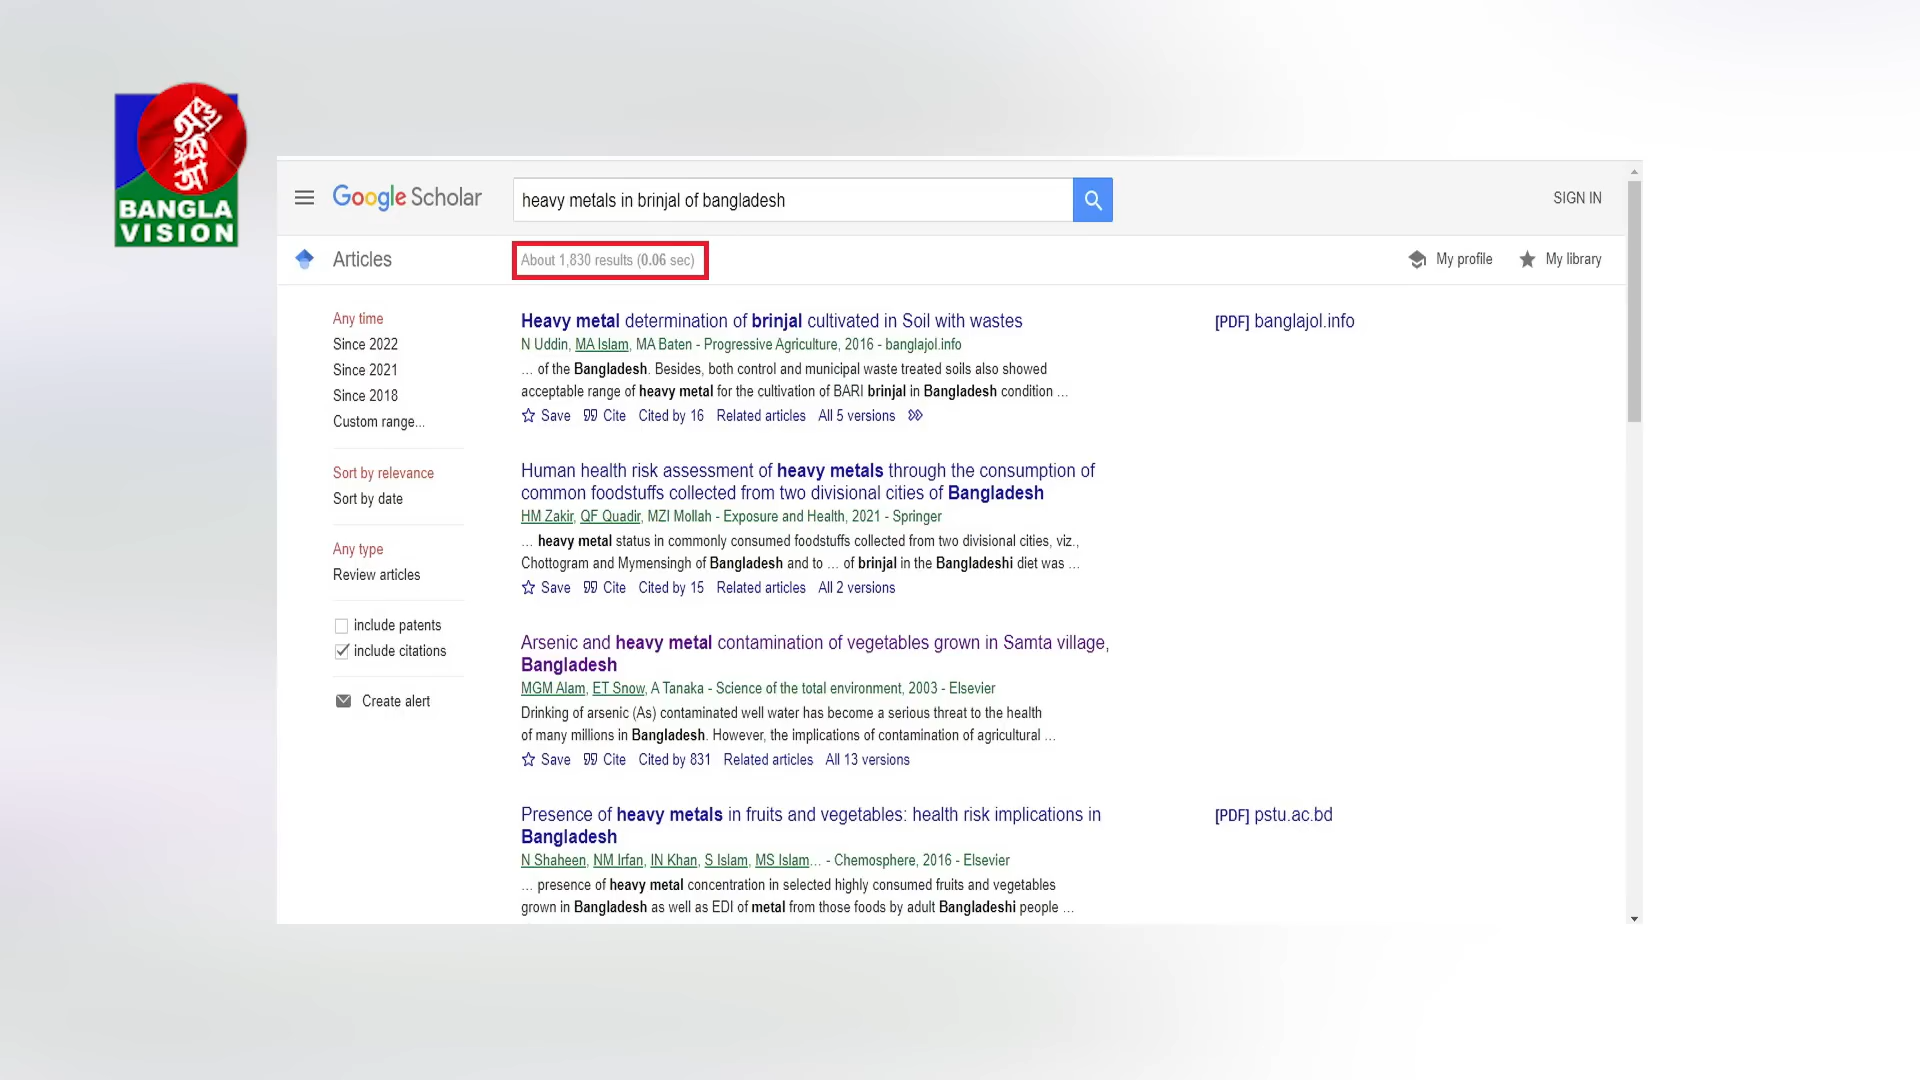 BANGLA
VISION
Google Scholar
heavy metals in brinjal of bangladesh
SIGN IN
Articles
About 1,830 results (0.06 sec)
My profile
My library
Any time
Since 2022
Since 2021
Since 2018
Custom range...
Sort by relevance
Sort by date
Any type
Review articles
include patents
include citations
Create alert
Heavy metal determination of brinjal cultivated in Soil with wastes
N Uddin, MA Islam, MA Baten - Progressive Agriculture, 2016 - banglajol.info
... of the Bangladesh. Besides, both control and municipal waste treated soils also showed
acceptable range of heavy metal for the cultivation of BARI brinjal in Bangladesh condition ...
Save Cite Cited by 16 Related articles All 5 versions
[PDF] banglajol.info
Human health risk assessment of heavy metals through the consumption of
common foodstuffs collected from two divisional cities of Bangladesh
HM Zakir, QF Quadir, MZI Mollah - Exposure and Health, 2021 - Springer
... heavy metal status in commonly consumed foodstuffs collected from two divisional cities, viz.,
Chottogram and Mymensingh of Bangladesh and to ... of brinjal in the Bangladeshi diet was ...
Save Cite Cited by 15 Related articles All 2 versions
Arsenic and heavy metal contamination of vegetables grown in Samta village,
Bangladesh
MGM Alam, ET Snow, A Tanaka - Science of the total environment, 2003 - Elsevier
Drinking of arsenic (As) contaminated well water has become a serious threat to the health
of many millions in Bangladesh. However, the implications of contamination of agricultural ...
Save Cite Cited by 831 Related articles All 13 versions
Presence of heavy metals in fruits and vegetables: health risk implications in
Bangladesh
N Shaheen, NM Irfan, IN Khan, S Islam, MS Islam... - Chemosphere, 2016 - Elsevier
... presence of heavy metal concentration in selected highly consumed fruits and vegetables
grown in Bangladesh as well as EDI of metal from those foods by adult Bangladeshi people ...
[PDF] pstu.ac.bd